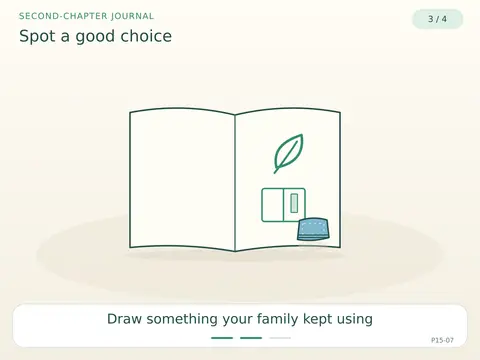 SECOND-CHAPTER JOURNAL
Spot a good choice
3 / 4
Draw something your family kept using
P15-07